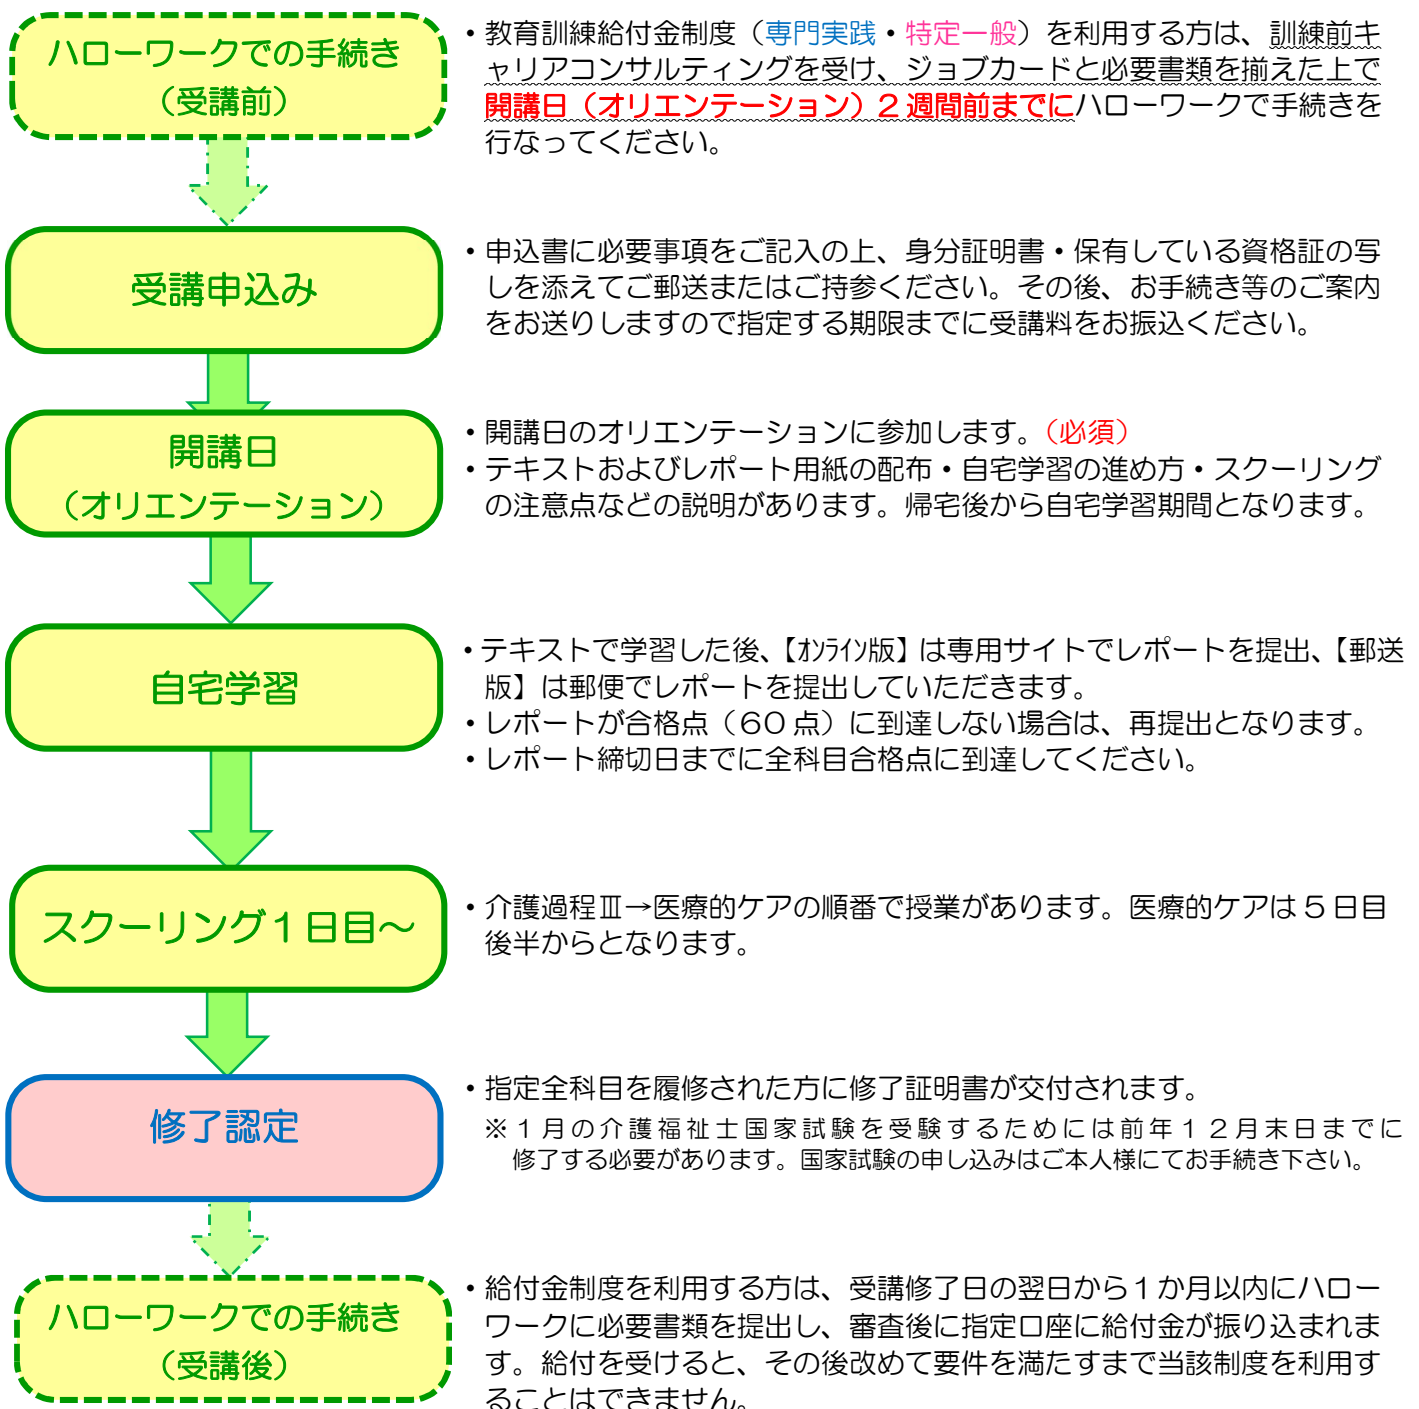 ハローワークでの手続き
（受講前）
・教育訓練給付金制度（専門実践・特定一般）を利用する方は、訓練前キ
ャリアコンサルティングを受け、ジョブカードと必要書類を揃えた上で
開講日（オリエンテーション）２週間前までにハローワークで手続きを
行なってください。
受講申込み
・申込書に必要事項をご記入の上、身分証明書・保有している資格証の写
しを添えてご郵送またはご持参ください。その後、お手続き等のご案内
をお送りしますので指定する期限までに受講料をお振込ください。
開講日
（オリエンテーション）
・開講日のオリエンテーションに参加します。（必須）
・テキストおよびレポート用紙の配布・自宅学習の進め方・スクーリング
の注意点などの説明があります。帰宅後から自宅学習期間となります。
自宅学習
・テキストで学習した後、【ｵﾝﾗｲﾝ版】は専用サイトでレポートを提出、【郵送
版】は郵便でレポートを提出していただきます。
・レポートが合格点（60点）に到達しない場合は、再提出となります。
・レポート締切日までに全科目合格点に到達してください。
スクーリング１日目～
・介護過程Ⅲ→医療的ケアの順番で授業があります。医療的ケアは５日目
後半からとなります。
修了認定
・指定全科目を履修された方に修了証明書が交付されます。
※１月の介護福祉士国家試験を受験するためには前年１２月末日までに
修了する必要があります。国家試験の申し込みはご本人様にてお手続き下さい。
ハローワークでの手続き
（受講後）
・給付金制度を利用する方は、受講修了日の翌日から１か月以内にハロー
ワークに必要書類を提出し、審査後に指定口座に給付金が振り込まれま
す。給付を受けると、その後改めて要件を満たすまで当該制度を利用す
ることはできません。